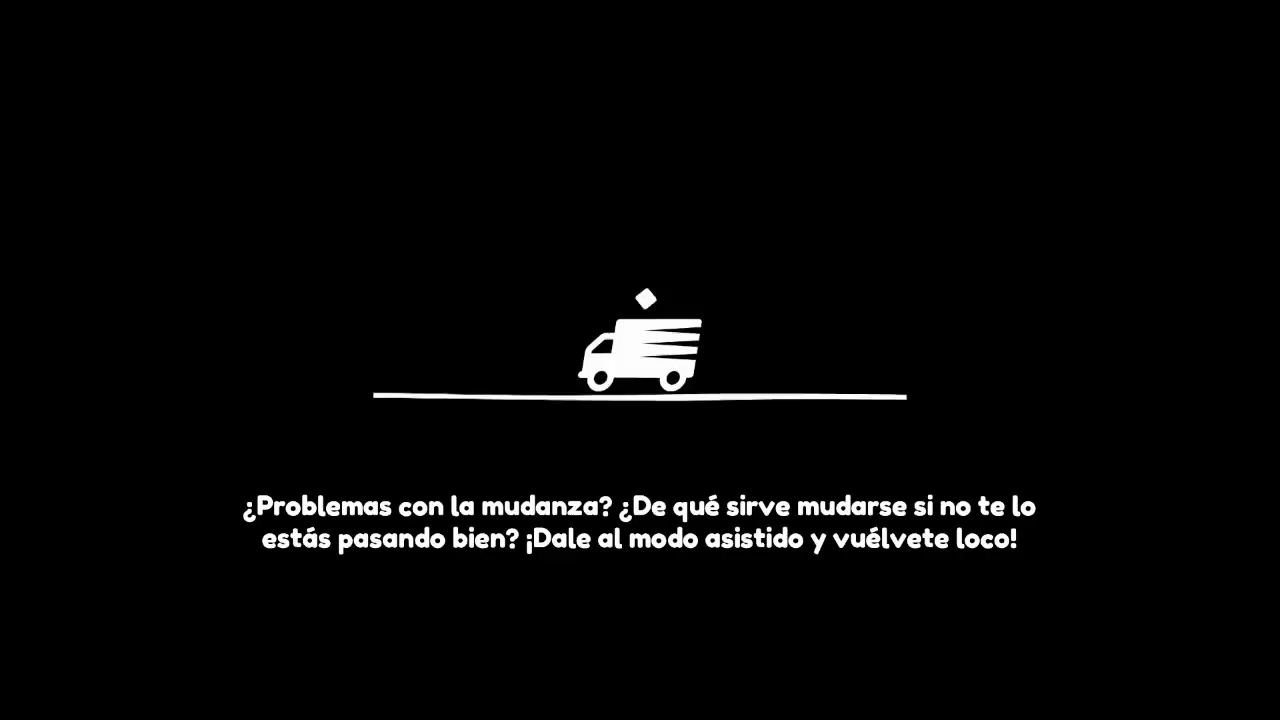 ¿Problemas con la mudanza? ¿De qué sirve mudarse si no te lo
estás pasando bien? ¡Dale al modo asistido y vuélvete loco!